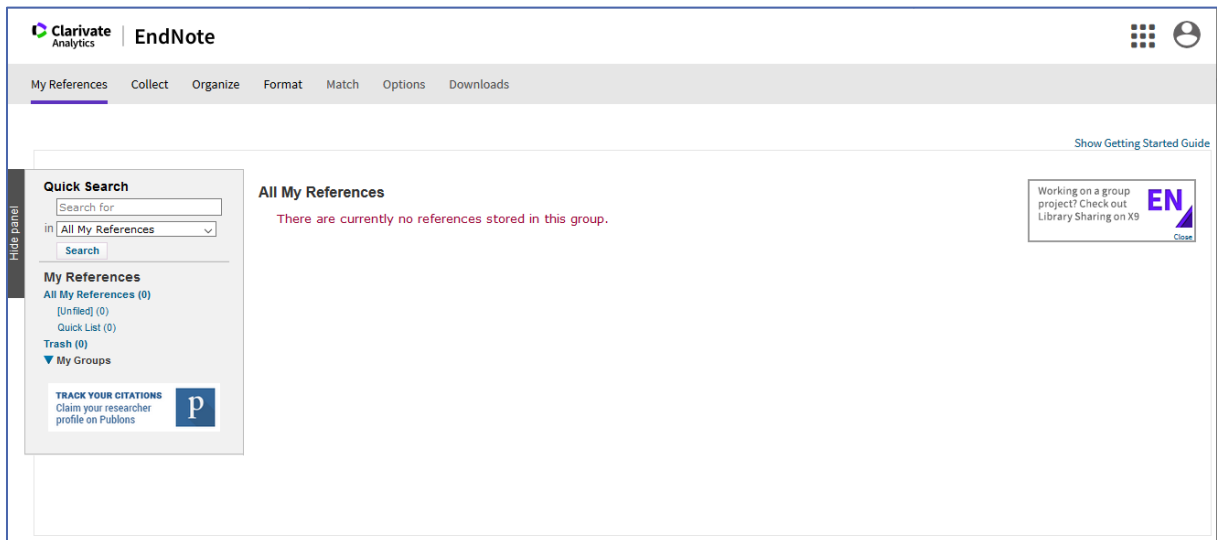 Clarivate
Analytics
EndNote
My References Collect Organize Format Match Options Downloads
Show Getting Started Guide
Hide panel
Quick Search
Search for
in All My References
Search
My References
All My References (0)
[Unfiled] (0)
Quick List (0)
Trash (0)
My Groups
TRACK YOUR CITATIONS
Claim your researcher
profile on Publons
p
All My References
There are currently no references stored in this group.
Working on a group
project? Check out
Library Sharing on X9
EN
Close